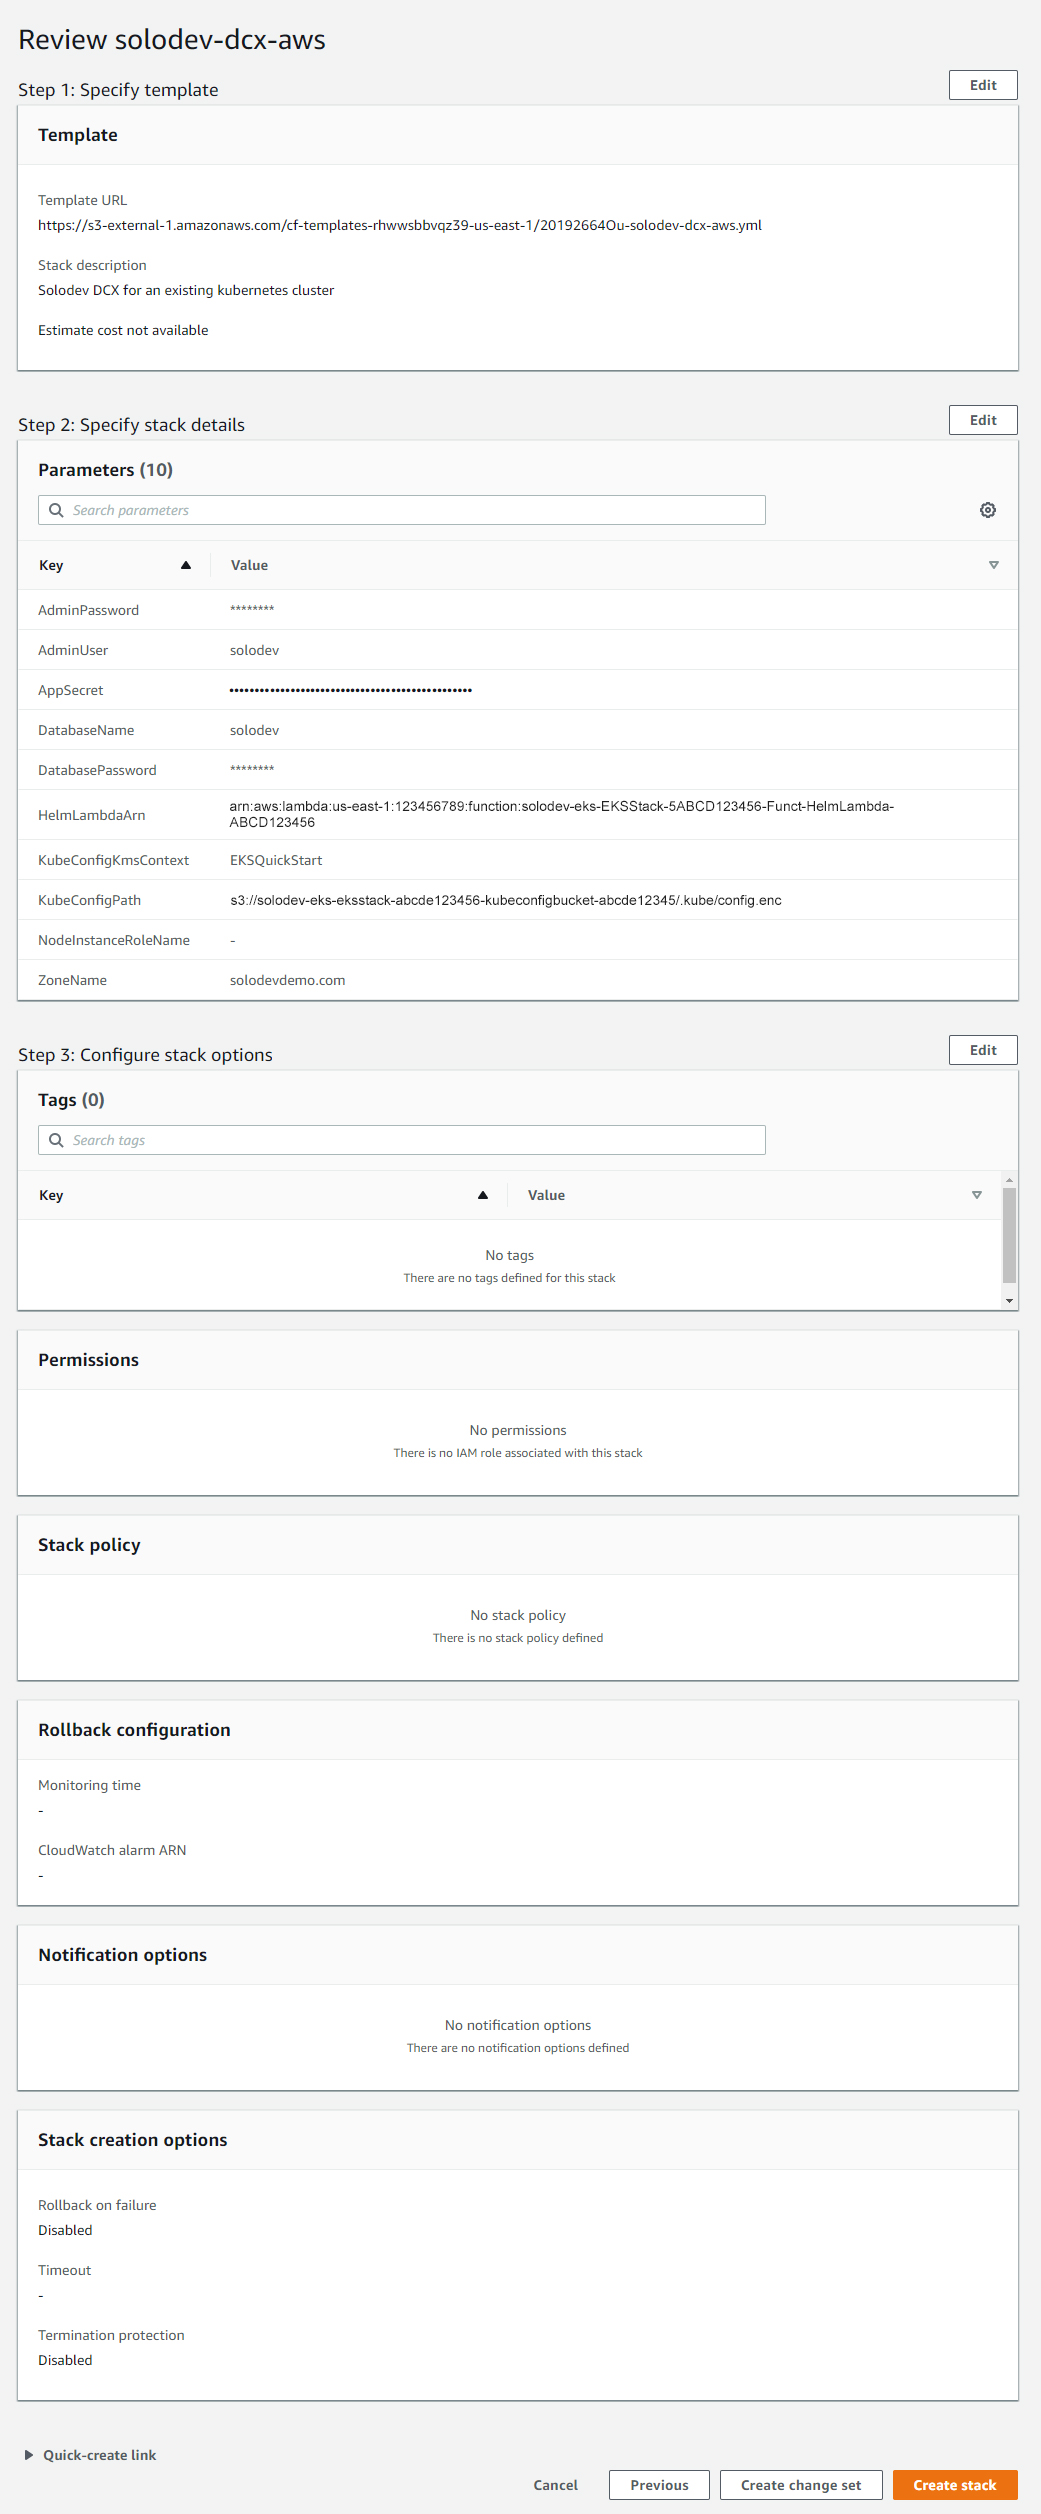 Review solodev-dcx-aws
Step 1: Specify template
Edit
Template
Template URL
https://s3-external-1.amazonaws.com/cf-templates-rhwwsbbvqz39-us-east-1/20192664Ou-solodev-dcx-aws.yml
Stack description
Solodev DCX for an existing kubernetes cluster
Estimate cost not available
Step 2: Specify stack details
Edit
Parameters (10)
Search parameters
Key
Value
AdminPassword
********
AdminUser
solodev
AppSecret
••••••••••••••••••••••••••••••••••••••••••••••••
DatabaseName
solodev
DatabasePassword
********
HelmLambdaArn
arn:aws:lambda:us-east-1:123456789:function:solodev-eks-EKSStack-5ABCD123456-Funct-HelmLambda-
ABCD123456
KubeConfigKmsContext
EKSQuickStart
KubeConfigPath
s3://solodev-eks-eksstack-abcde123456-kubeconfigbucket-abcde12345/.kube/config.enc
NodeInstanceRoleName
-
ZoneName
solodevdemo.com
Step 3: Configure stack options
Edit
Tags (0)
Search tags
Key
Value
No tags
There are no tags defined for this stack
Permissions
No permissions
There is no IAM role associated with this stack
Stack policy
No stack policy
There is no stack policy defined
Rollback configuration
Monitoring time
-
CloudWatch alarm ARN
-
Notification options
No notification options
There are no notification options defined
Stack creation options
Rollback on failure
Disabled
Timeout
-
Termination protection
Disabled
Quick-create link
Cancel
Previous
Create change set
Create stack